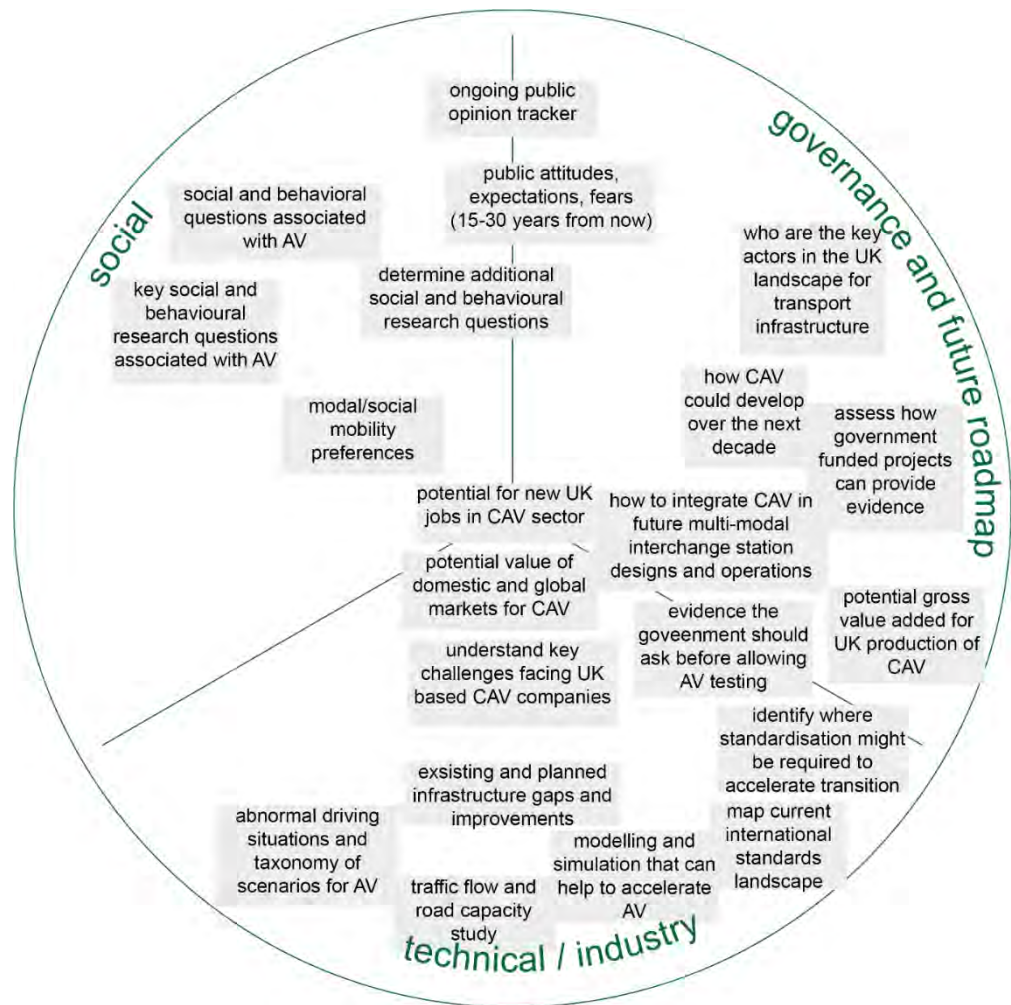 ongoing public
opinion tracker
public attitudes,
expectations, fears
(15-30 years from now)
determine additional
social and behavioural
research questions
social
social and behavioral
questions associated
with AV
key social and
behavioural
research questions
associated with AV
modal/social
mobility
preferences
governance and future roadmap
who are the key
actors in the UK
landscape for
transport
infrastructure
how CAV
could develop
over the next
decade
assess how
government
funded projects
can provide
evidence
potential for new UK
jobs in CAV sector
how to integrate CAV in
future multi-modal
interchange station
designs and operations
potential value of
domestic and global
markets for CAV
evidence the
goveenment should
ask before allowing
AV testing
potential gross
value added for
UK production of
CAV
understand key
challenges facing UK
based CAV companies
identify where
standardisation might
be required to
accelerate transition
map current
international
standards
landscape
exsisting and planned
infrastructure gaps and
improvements
abnormal driving
situations and
taxonomy of
scenarios for AV
traffic flow and
road capacity
study
modelling and
simulation that can
help to accelerate
AV
technical / industry